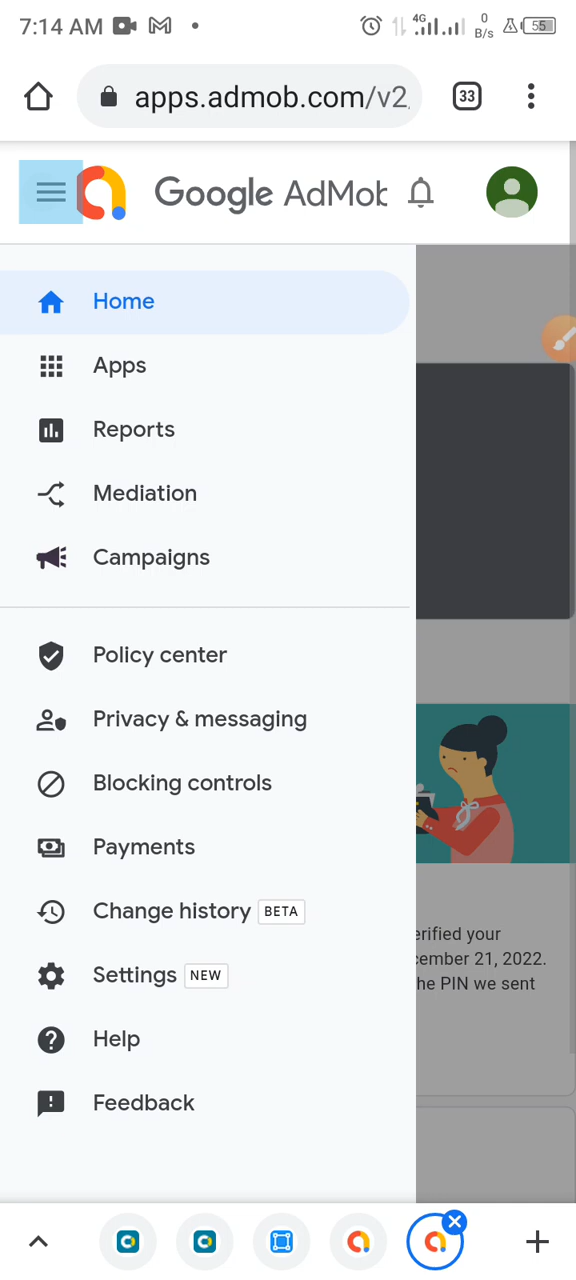 7:14 AM
4G
0
B/s
55
apps.admob.com/v2
33
Google AdMob
Home
Apps
Reports
Mediation
Campaigns
Policy center
Privacy & messaging
Blocking controls
Payments
erified your
cember 21, 2022.
he PIN we sent
Change history BETA
Settings NEW
Help
Feedback